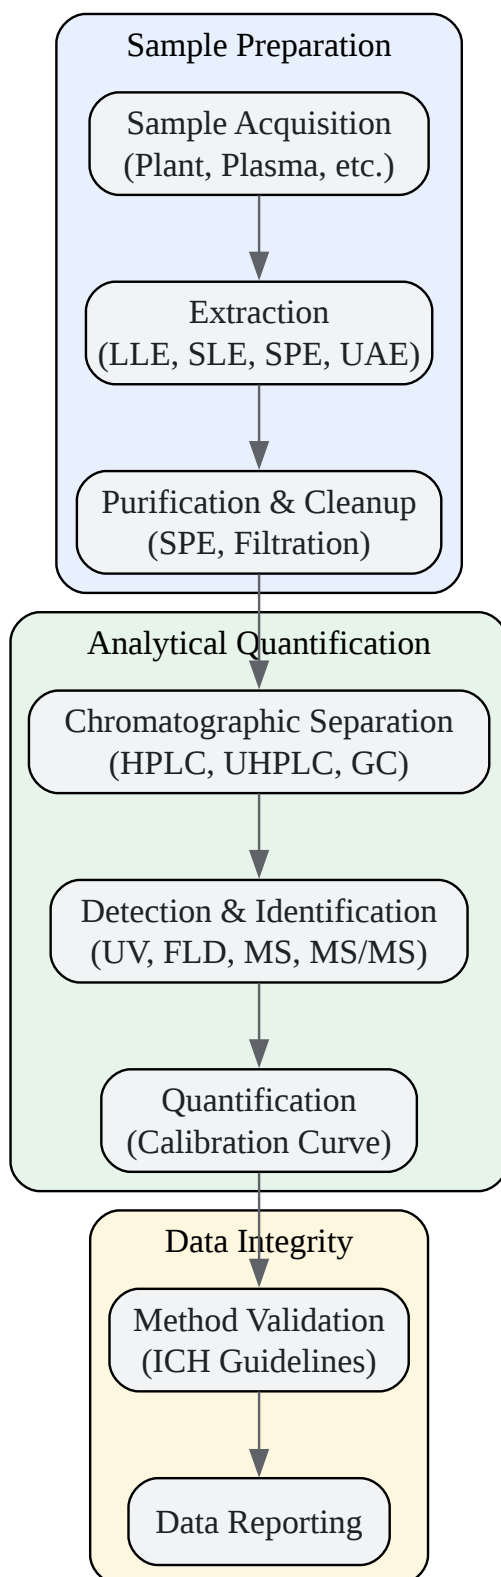 Sample Preparation
Sample Acquisition
(Plant, Plasma, etc.)
Extraction
(LLE, SLE, SPE, UAE)
Purification & Cleanup
(SPE, Filtration)
Analytical Quantification
Chromatographic Separation
(HPLC, UHPLC, GC)
Detection & Identification
(UV, FLD, MS, MS/MS)
Quantification
(Calibration Curve)
Data Integrity
Method Validation
(ICH Guidelines)
Data Reporting